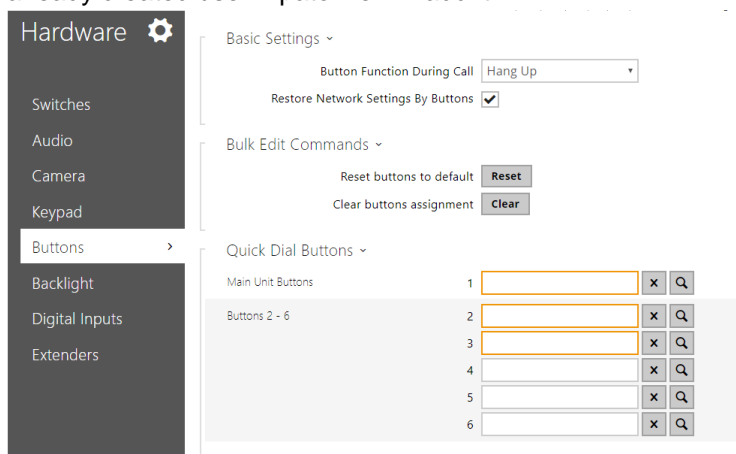 Hardware
Switches
Audio
Camera
Keypad
Buttons
Backlight
Digital Inputs
Extenders
Basic Settings
Button Function During Call Hang Up
Restore Network Settings By Buttons
Bulk Edit Commands
Reset buttons to default Reset
Clear buttons assignment Clear
Quick Dial Buttons
Main Unit Buttons 1 x
Buttons 2 - 6 2 x
3 x
4 x
5 x
6 x